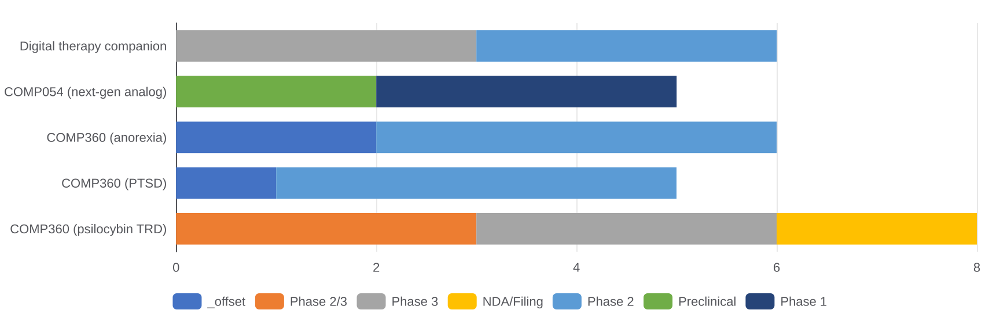 Digital therapy companion
COMP054 (next-gen analog)
COMP360 (anorexia)
COMP360 (PTSD)
COMP360 (psilocybin TRD)
0 2 4 6 8
_offset Phase 2/3 Phase 3 NDA/Filing Phase 2 Preclinical Phase 1